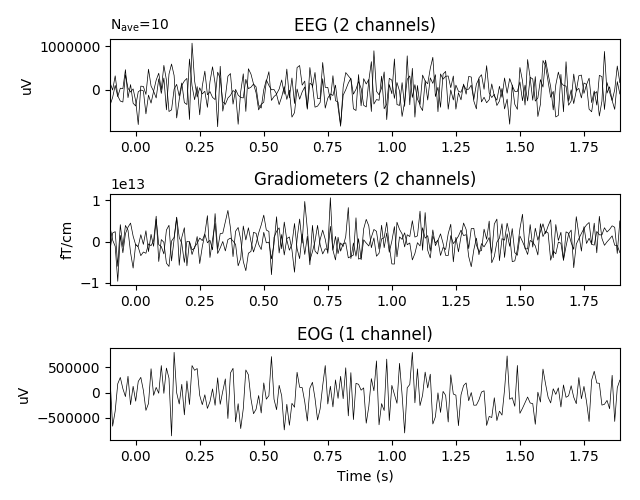 N_ave=10
EEG (2 channels)
1000000
0
uV
0.00 0.25 0.50 0.75 1.00 1.25 1.50 1.75
1e13
Gradiometers (2 channels)
1
0
−1
fT/cm
0.00 0.25 0.50 0.75 1.00 1.25 1.50 1.75
EOG (1 channel)
500000
0
−500000
uV
0.00 0.25 0.50 0.75 1.00 1.25 1.50 1.75
Time (s)